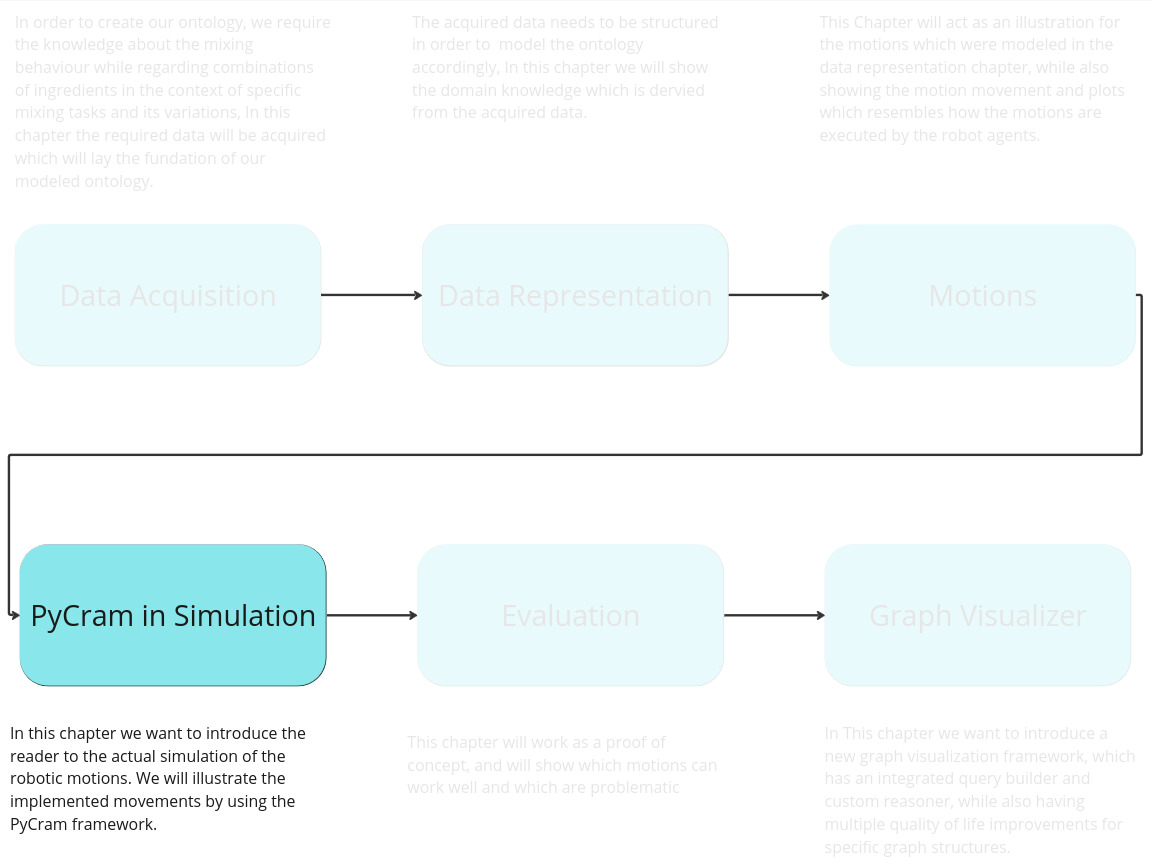 In order to create our ontology, we require
the knowledge about the mixing
behaviour while regarding combinations
of ingredients in the context of specific
mixing tasks and its variations, In this
chapter the required data will be acquired
which will lay the fundation of our
modeled ontology.
The acquired data needs to be structured
in order to  model the ontology
accordingly, In this chapter we will show
the domain knowledge which is dervied
from the acquired data.
This Chapter will act as an illustration for
the motions which were modeled in the
data representation chapter, while also
showing the motion movement and plots
which resembles how the motions are
executed by the robot agents.
Data Acquisition
Data Representation
Motions
PyCram in Simulation
Evaluation
Graph Visualizer
In this chapter we want to introduce the
reader to the actual simulation of the
robotic motions. We will illustrate the
implemented movements by using the
PyCram framework.
This chapter will work as a proof of
concept, and will show which motions can
work well and which are problematic
In This chapter we want to introduce a
new graph visualization framework, which
has an integrated query builder and
custom reasoner, while also having
multiple quality of life improvements for
specific graph structures.